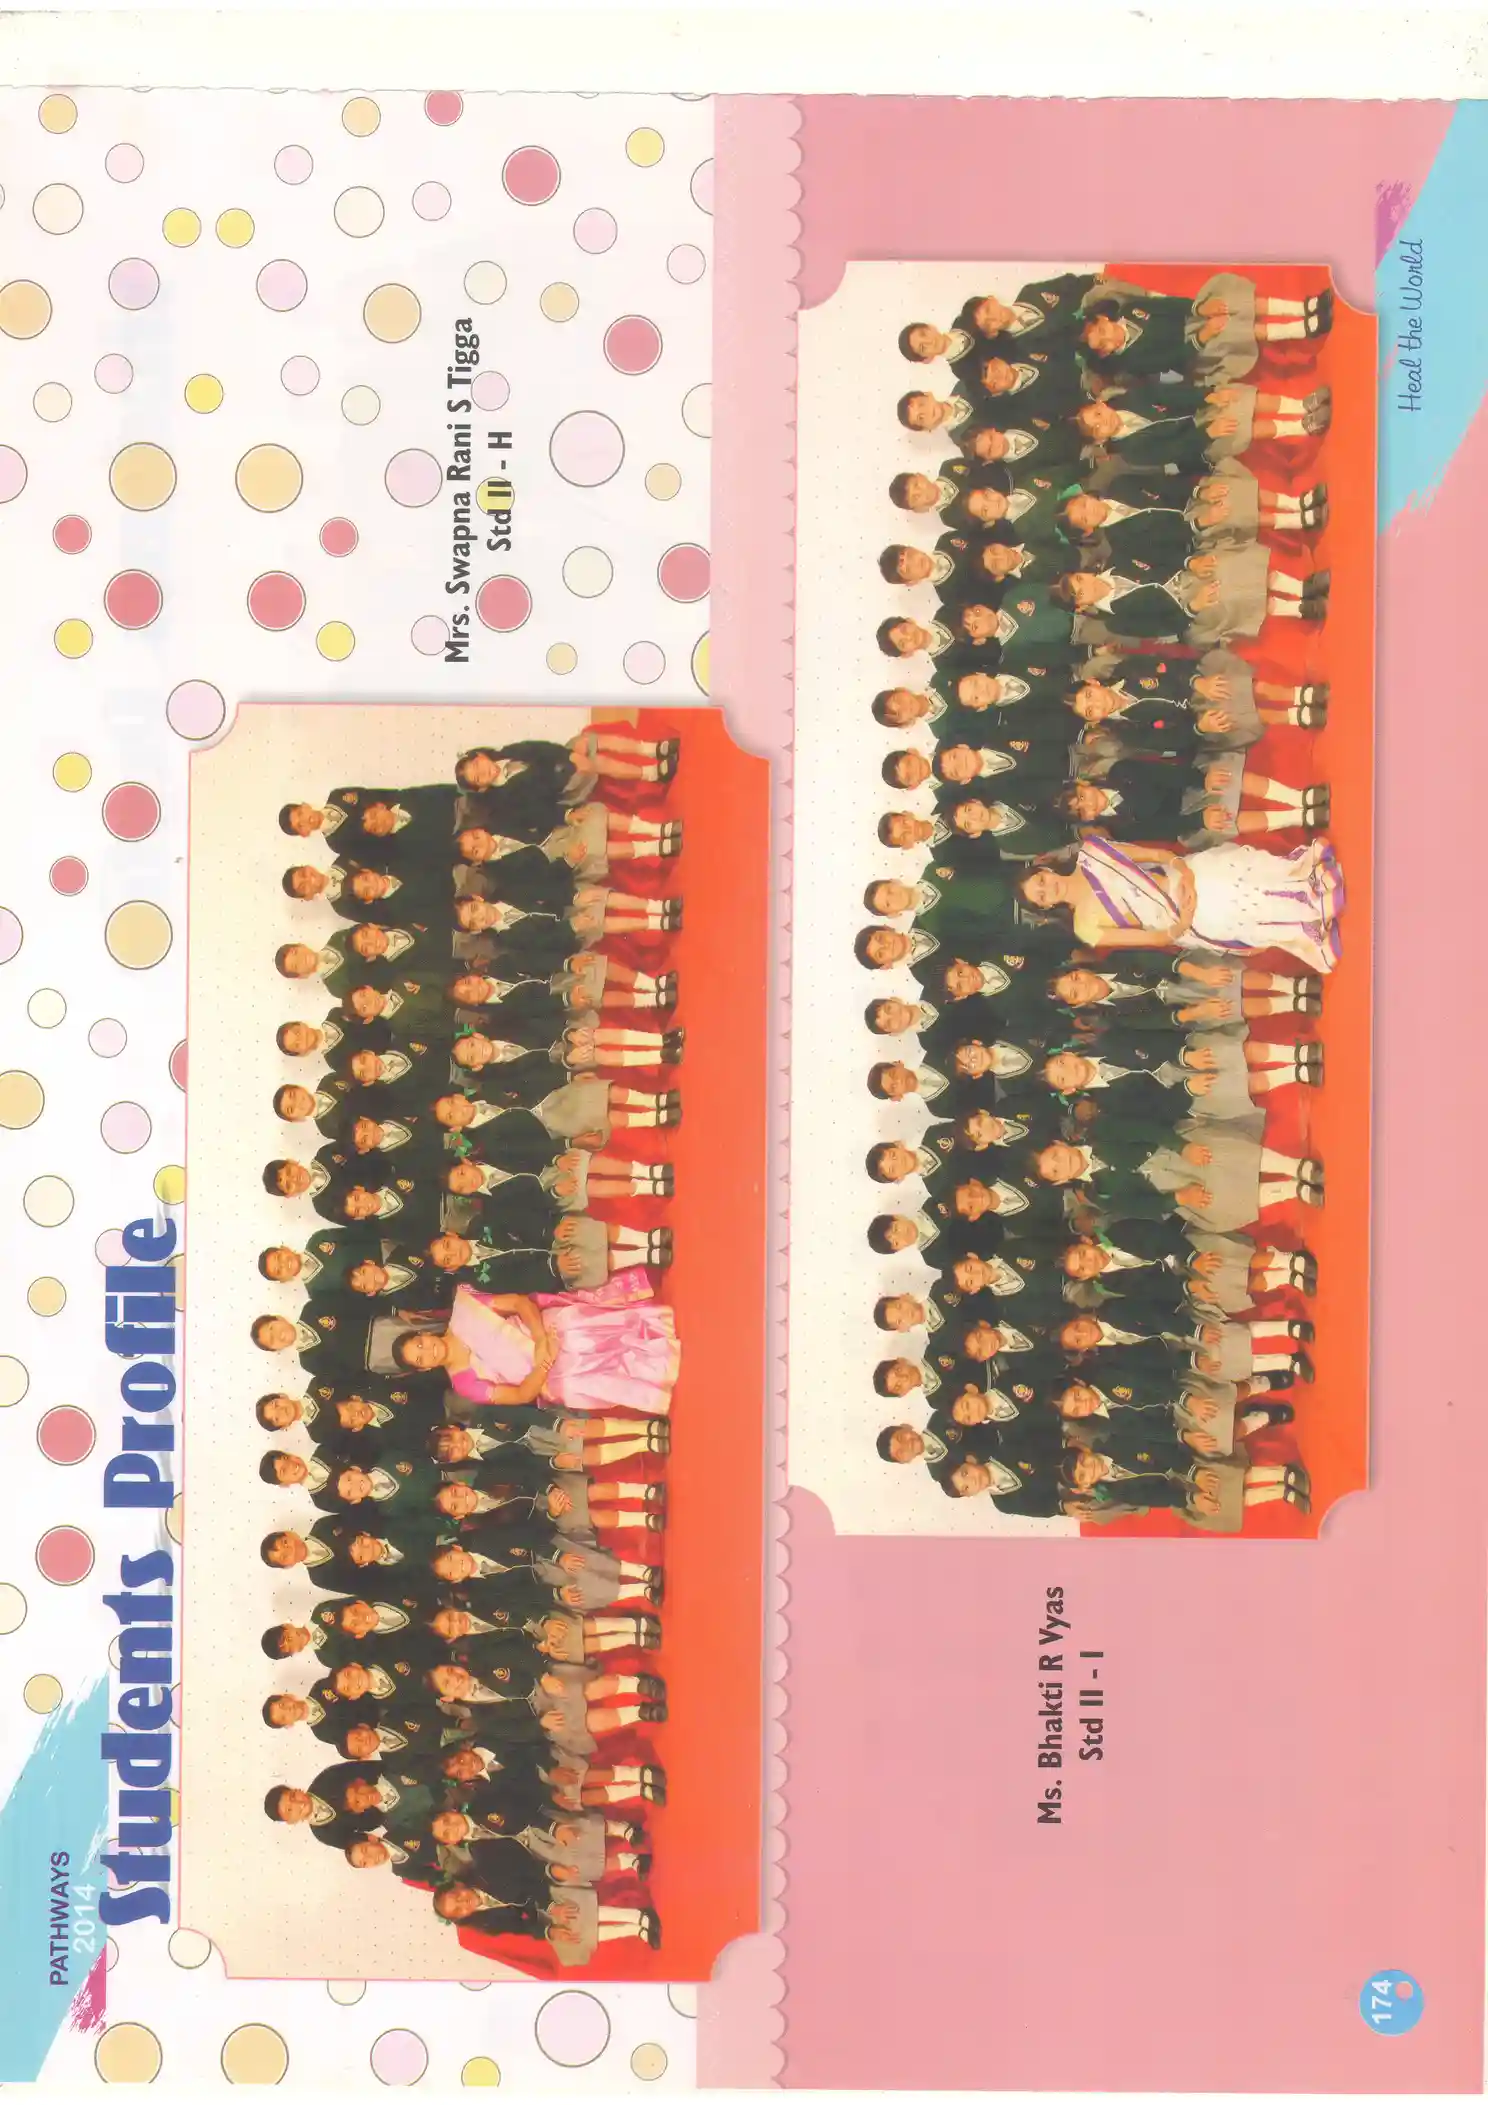 PATHWAYS
2014
Students Profile
Mrs. Swapna Rani S Tigga
Std II - H
Ms. Bhakti R Vyas
Std II - I
174
Heal the World